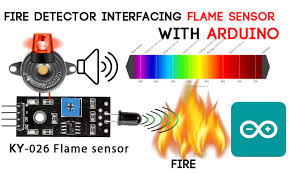 FIRE DETECTOR INTERFACING FLAME SENSOR
WITH ARDUINO
KY-026 Flame sensor
FIRE